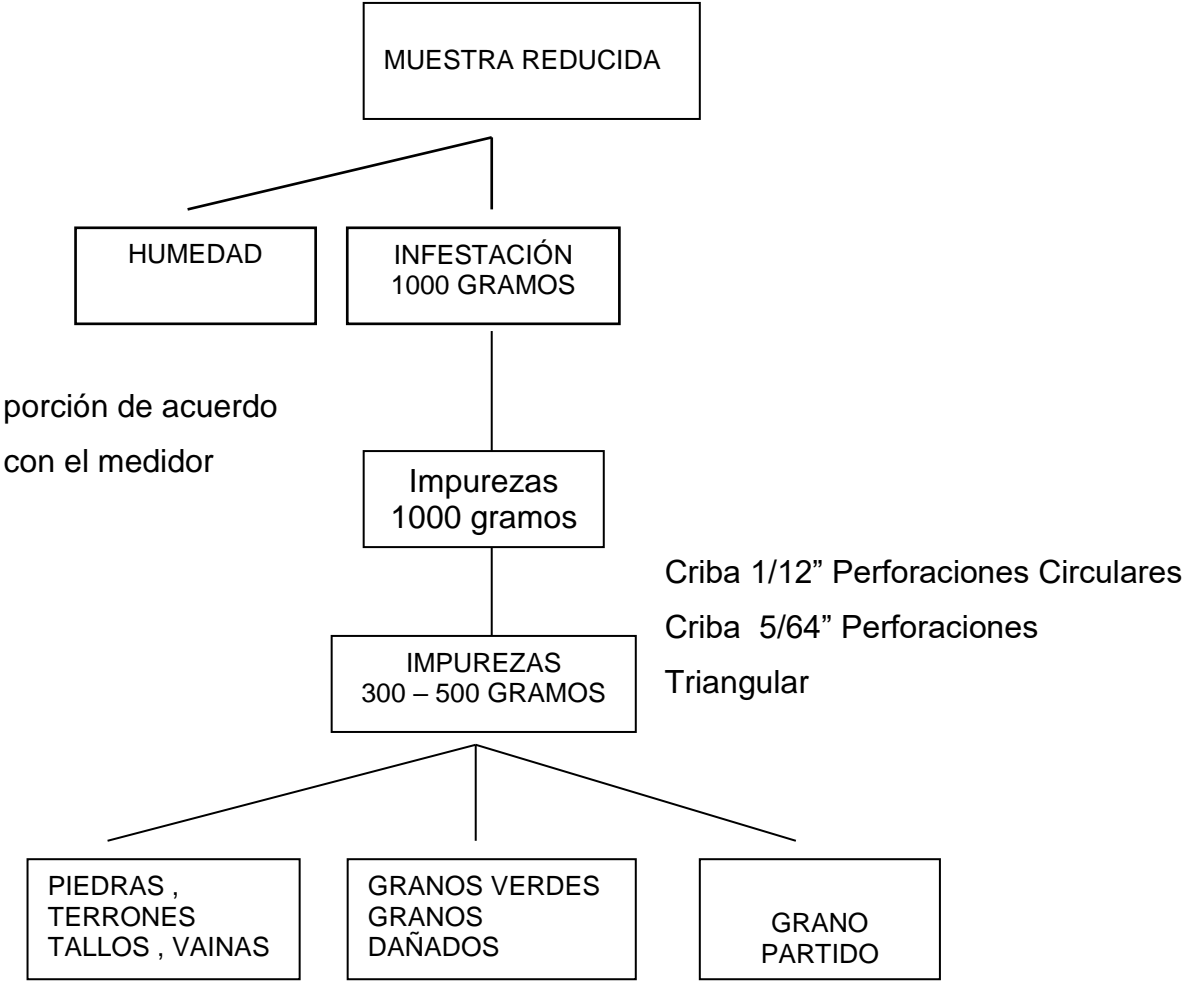 MUESTRA REDUCIDA
HUMEDAD
INFESTACIÓN
1000 GRAMOS
porción de acuerdo
con el medidor
Impurezas
1000 gramos
Criba 1/12” Perforaciones Circulares
Criba 5/64” Perforaciones
Triangular
IMPUREZAS
300 – 500 GRAMOS
PIEDRAS ,
TERRONES
TALLOS , VAINAS
GRANOS VERDES
GRANOS
DAÑADOS
GRANO
PARTIDO